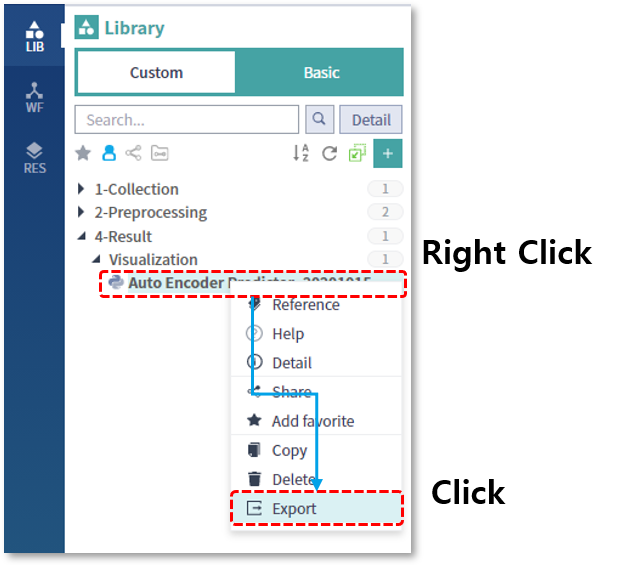 LIB
WF
RES
Library
Custom
Basic
Search...
Detail
1-Collection 1
2-Preprocessing 2
4-Result 1
Visualization 1
Auto Encoder Predictor_20201015
Right Click
Reference
Help
Detail
Share
Add favorite
Copy
Delete
Export
Click